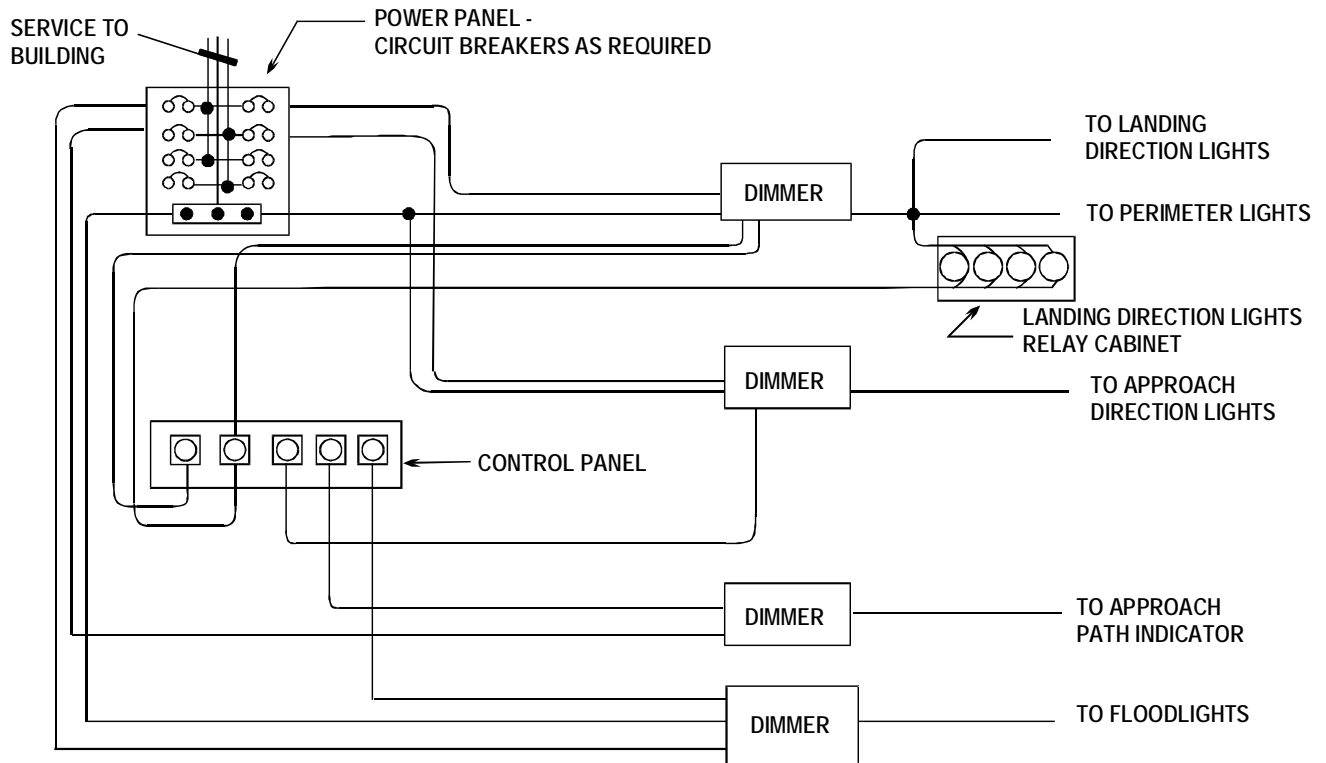 SERVICE TO
BUILDING
POWER PANEL -
CIRCUIT BREAKERS AS REQUIRED
TO LANDING
DIRECTION LIGHTS
DIMMER
TO PERIMETER LIGHTS
LANDING DIRECTION LIGHTS
RELAY CABINET
DIMMER
TO APPROACH
DIRECTION LIGHTS
CONTROL PANEL
DIMMER
TO APPROACH
PATH INDICATOR
DIMMER
TO FLOODLIGHTS